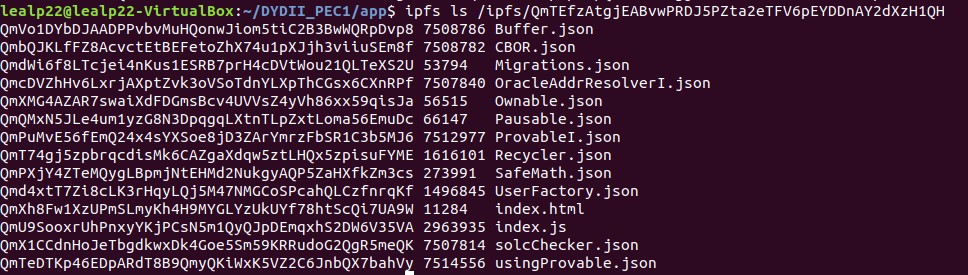 lealp22@lealp22-VirtualBox:~/DYDII_PEC1/app$ ipfs ls /ipfs/QmTEfzAtgjEABvwPRDJ5PZta2eTFV6pEYDDnAY2dXzH1QH
QmVo1DYbDJAADPPvbvMuHQonwJiom5tiC2B3BwWQRpDvp8 7508786 Buffer.json
QmbQJKLfFZ8AcvctEtBEFetoZhX74u1pXJjh3viiuSEm8f 7508782 CBOR.json
QmdWi6f8LTcjei4nKus1ESRB7prH4cDVtWou21QLTeXS2U 53794 Migrations.json
QmcDVZhHv6LxrjAXptZvk3oVSoTdnYLXpThCGsx6CXnRPf 7507840 OracleAddrResolverI.json
QmXMG4AZAR7swaiXdFDGmsBcv4UVVsZ4yVh86xx59qisJa 56515 Ownable.json
QmQMxN5JLe4um1yzG8N3DpqgqLXtnTLpZxtLoma56EmuDc 66147 Pausable.json
QmPuMvE56fEmQ24x4sYXSoe8jD3ZArYmrzFbSR1C3b5MJ6 7512977 ProvableI.json
QmT74gj5zpbrqcdisMk6CAZgaXdqw5ztLHQx5zpisuFYME 1616101 Recycler.json
QmPXjY4ZTeMQygLBpmjNtEHMd2NukgyAQP5ZaHXfkZm3cs 273991 SafeMath.json
Qmd4xtT7Zi8cLK3rHqyLQj5M47NMGCoSPcahQLCzfnrqKf 1496845 UserFactory.json
QmXh8Fw1XzUPmSLmyKh4H9MYGLYzUkUYf78htScQi7UA9W 11284 index.html
QmU9SooxrUhPnxyYKjPCsN5m1QyQJpDEmqxhS2DW6V35VA 2963935 index.js
QmX1CCdnHoJeTbgdkwxDk4Goe5Sm59KRRudoG2QgR5meQK 7507814 solcChecker.json
QmTeDTKp46EDpARdT8B9QmyQKiWxK5VZ2C6JnbQX7bahVy 7514556 usingProvable.json